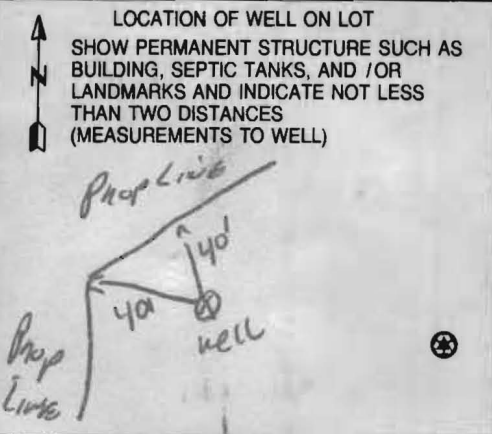 LOCATION OF WELL ON LOT
SHOW PERMANENT STRUCTURE SUCH AS
BUILDING, SEPTIC TANKS, AND /OR
LANDMARKS AND INDICATE NOT LESS
THAN TWO DISTANCES
(MEASUREMENTS TO WELL)
N
Prop Line
40'
40'
well
Prop
Line